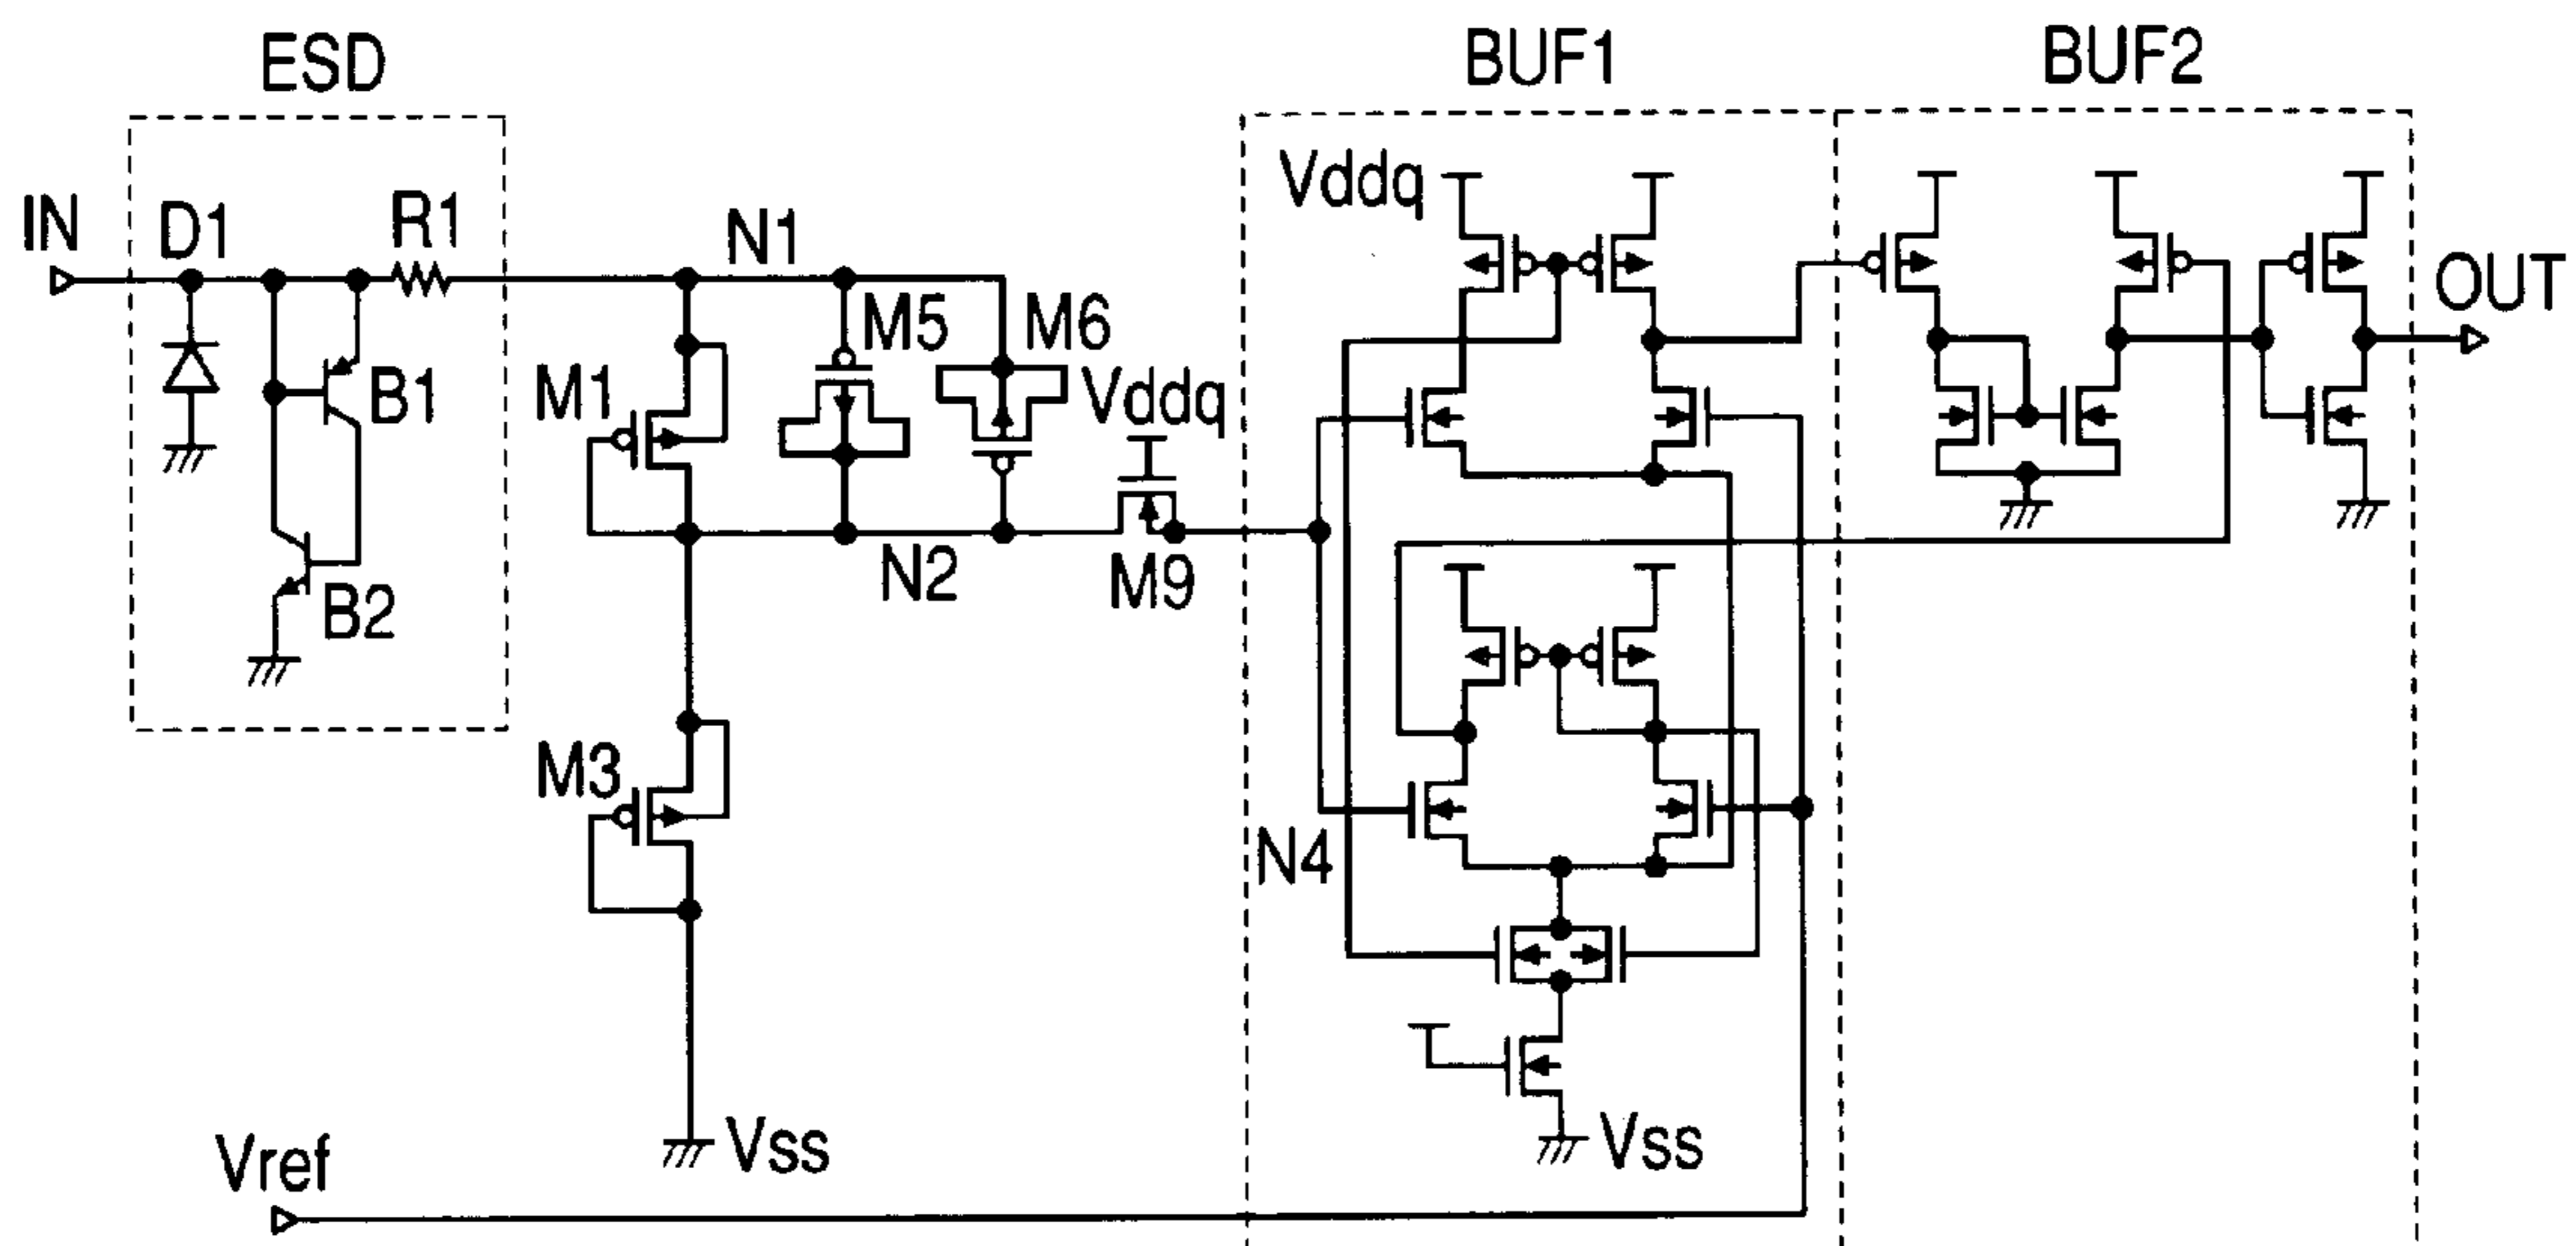 ESD
BUF1
BUF2
IN
D1
R1
N1
Vddq
OUT
M5
M6
M1
B1
Vddq
N2
M9
B2
M3
N4
Vss
Vss
Vref